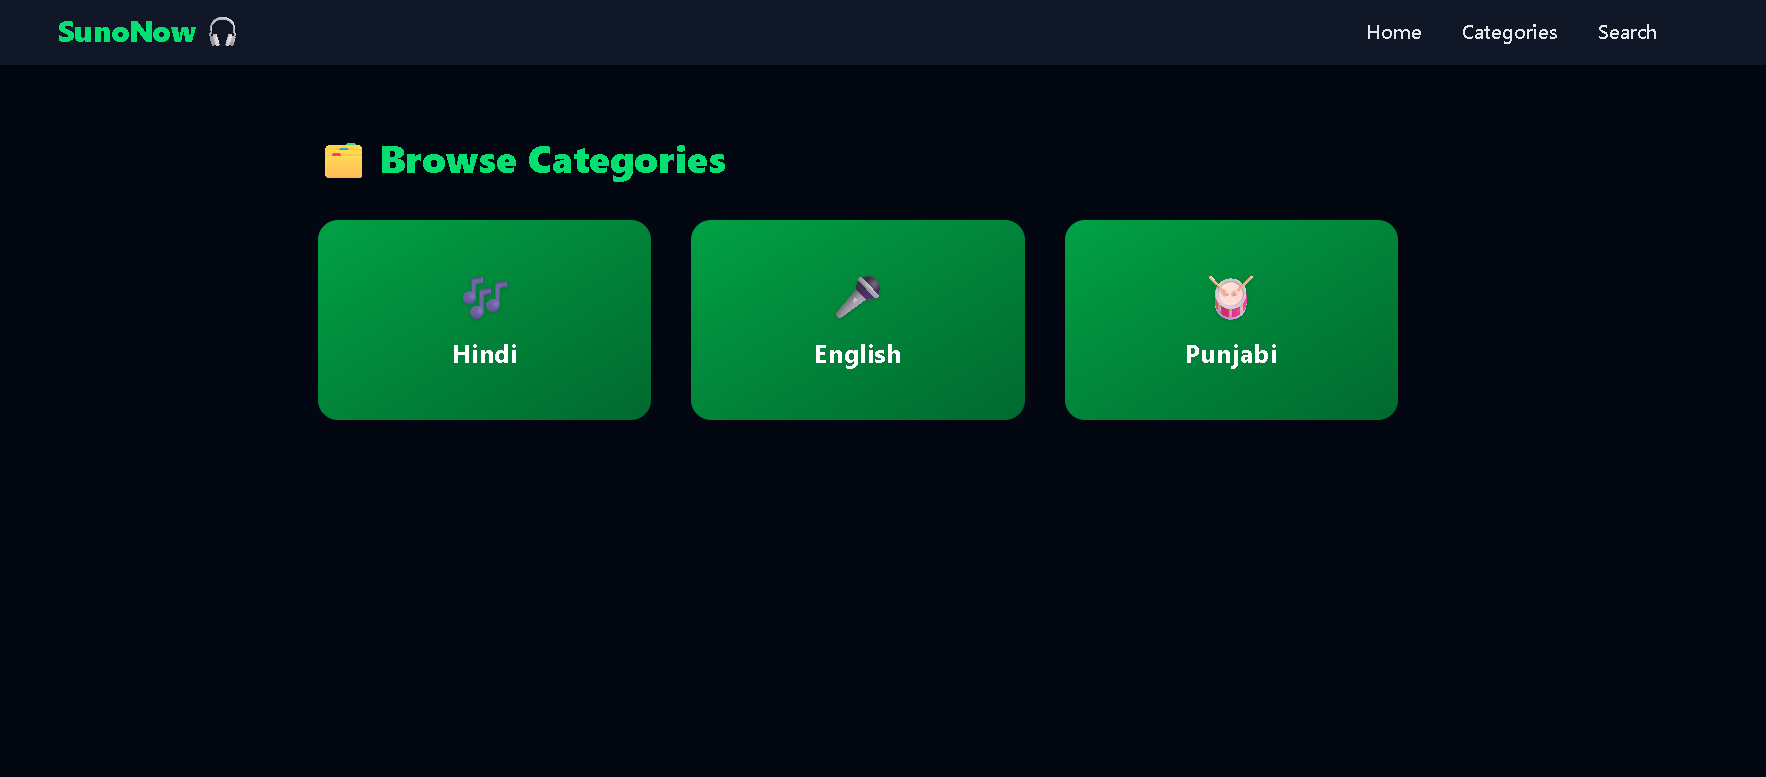 SunoNow 🎧
Home Categories Search
🗂️ Browse Categories
Hindi
English
Punjabi